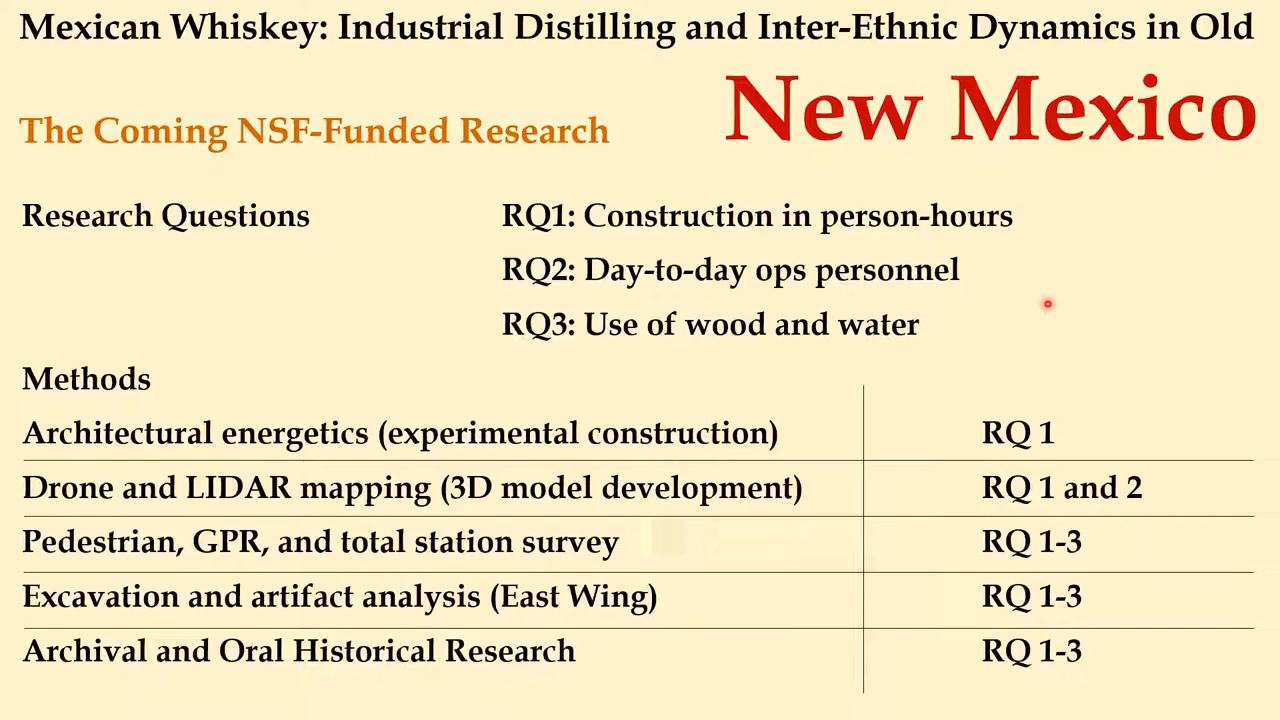 Mexican Whiskey: Industrial Distilling and Inter-Ethnic Dynamics in Old
New Mexico
The Coming NSF-Funded Research
Research Questions RQ1: Construction in person-hours
RQ2: Day-to-day ops personnel
RQ3: Use of wood and water
Methods
Architectural energetics (experimental construction) RQ 1
Drone and LIDAR mapping (3D model development) RQ 1 and 2
Pedestrian, GPR, and total station survey RQ 1-3
Excavation and artifact analysis (East Wing) RQ 1-3
Archival and Oral Historical Research RQ 1-3